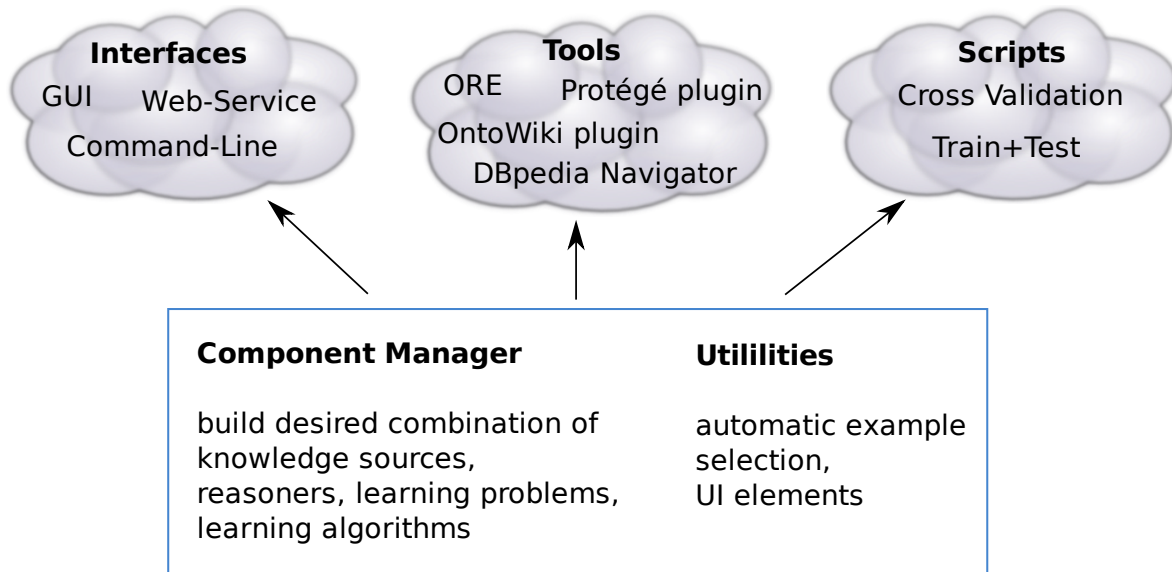 Interfaces
GUI
Web-Service
Command-Line
Tools
ORE
Protégé plugin
OntoWiki plugin
DBpedia Navigator
Scripts
Cross Validation
Train+Test
Component Manager
build desired combination of
knowledge sources,
reasoners, learning problems,
learning algorithms
Utililities
automatic example
selection,
UI elements